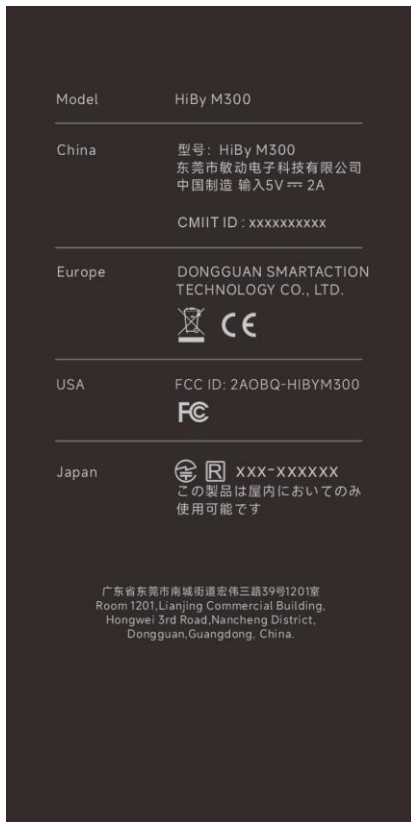 Model HiBy M300
China 型号: HiBy M300
东莞市敏动电子科技有限公司
中国制造 输入5V⎓2A
CMIIT ID : xxxxxxxxxx
Europe DONGGUAN SMARTACTION
TECHNOLOGY CO., LTD.
CE
USA FCC ID: 2AOBQ-HIBYM300
FC
Japan R xxx-xxxxxx
この製品は屋内においてのみ
使用可能です
广东省东莞市南城街道宏伟三路39号1201室
Room 1201,Lianjing Commercial Building,
Hongwei 3rd Road,Nancheng District,
Dongguan,Guangdong, China.